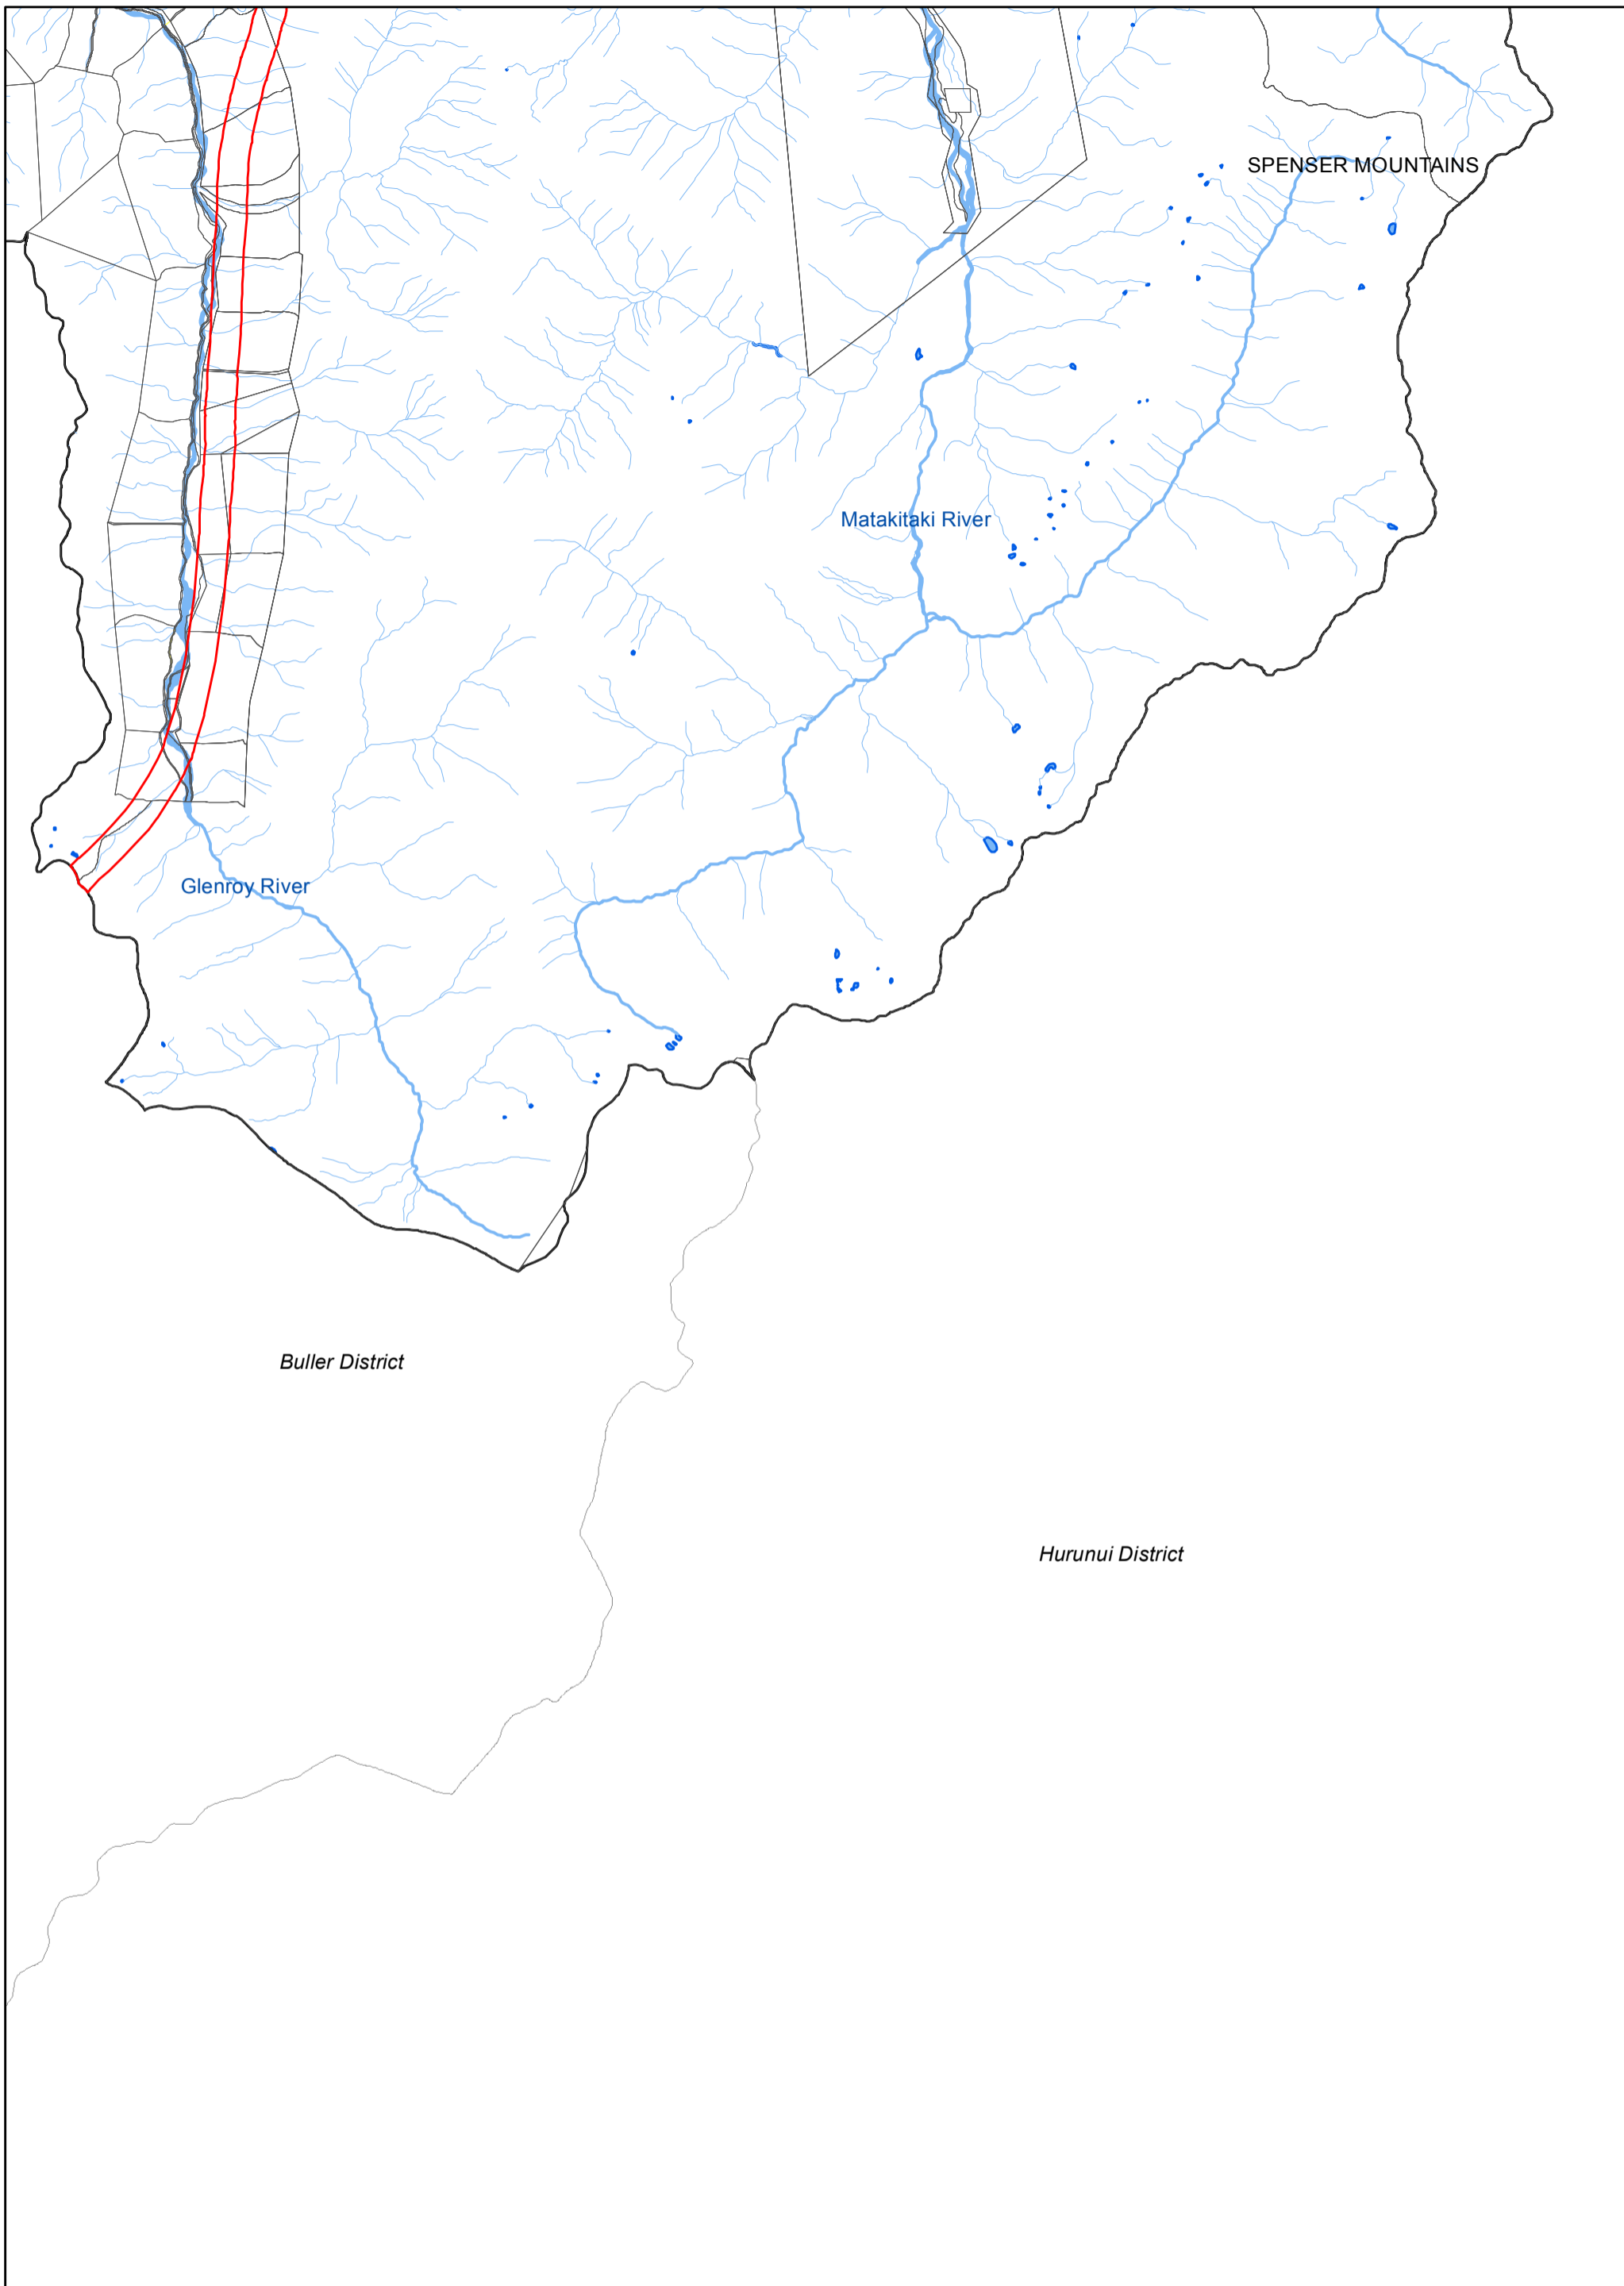 SPENSER MOUNTAINS
Matakitaki River
Glenroy River
Buller District
Hurunui District